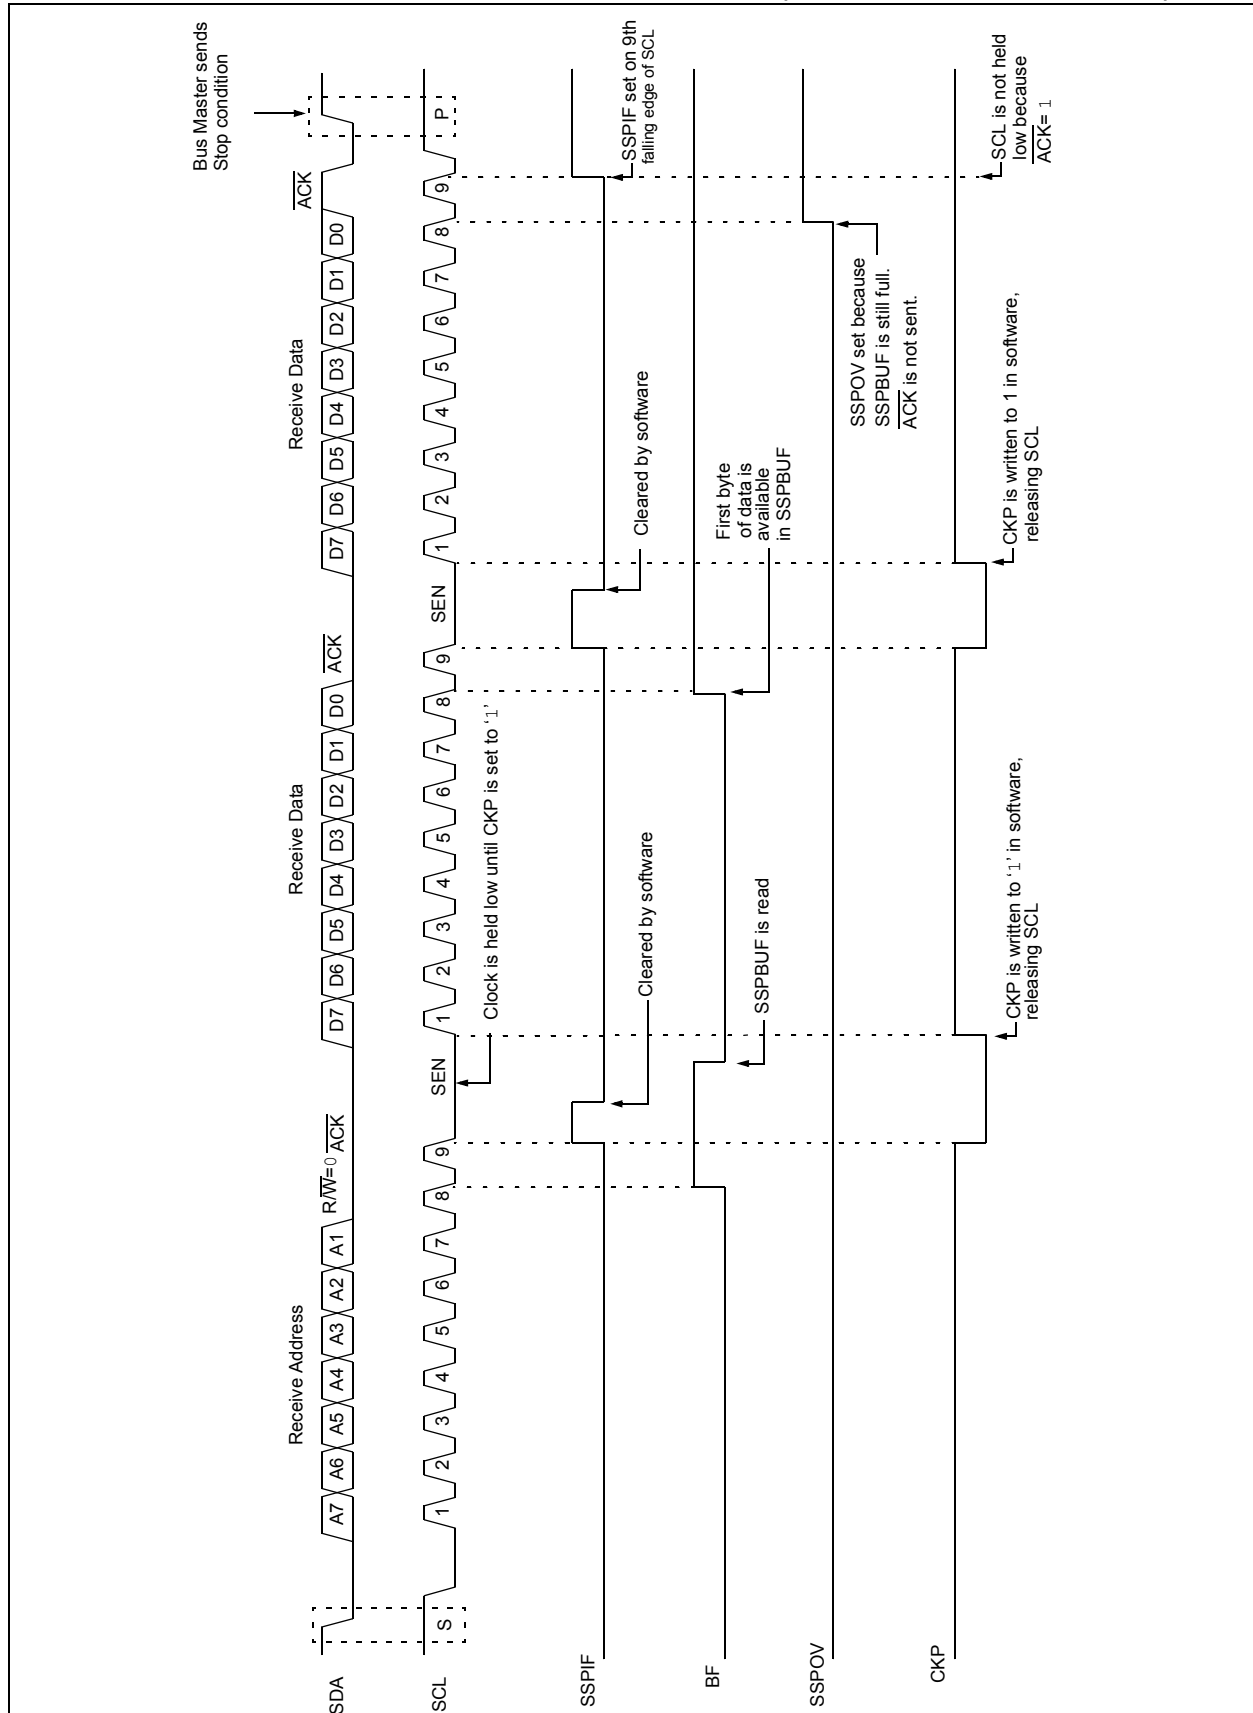 Bus Master sends
Stop condition
Receive Address
Receive Data
Receive Data
SDA
A7 A6 A5 A4 A3 A2 A1
R/W=0
ACK
D7 D6 D5 D4 D3 D2 D1 D0
ACK
D7 D6 D5 D4 D3 D2 D1 D0
ACK
SCL
S
1 2 3 4 5 6 7 8 9
SEN
1 2 3 4 5 6 7 8 9
SEN
1 2 3 4 5 6 7 8 9
P
Clock is held low until CKP is set to ‘1’
SSPIF
Cleared by software
Cleared by software
SSPIF set on 9th
falling edge of SCL
BF
SSPBUF is read
First byte
of data is
available
in SSPBUF
SSPOV
SSPOV set because
SSPBUF is still full.
ACK is not sent.
CKP
CKP is written to ‘1’ in software,
releasing SCL
CKP is written to 1 in software,
releasing SCL
SCL is not held
low because
ACK= 1